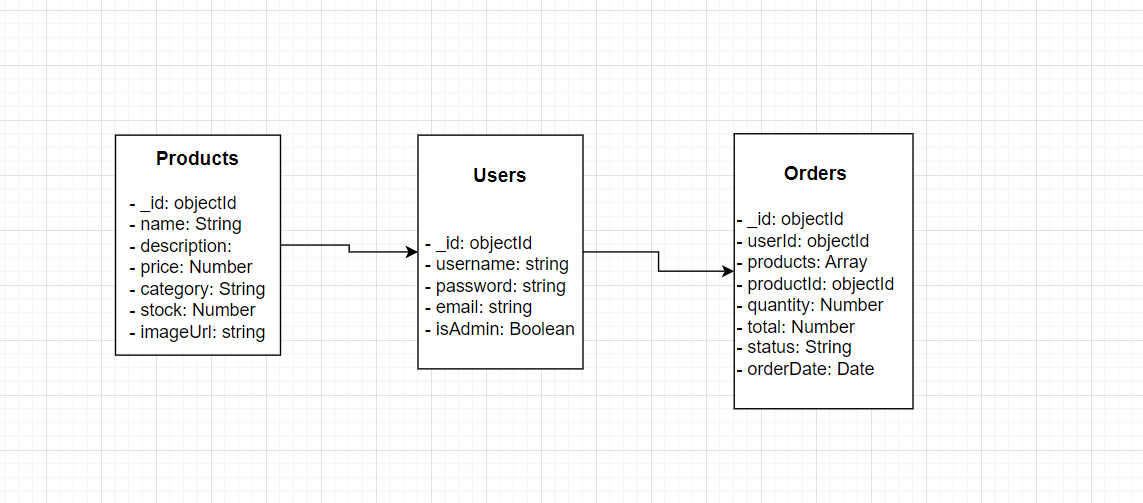 Products
- _id: objectId
- name: String
- description:
- price: Number
- category: String
- stock: Number
- imageUrl: string
Users
- _id: objectId
- username: string
- password: string
- email: string
- isAdmin: Boolean
Orders
- _id: objectId
- userId: objectId
- products: Array
- productId: objectId
- quantity: Number
- total: Number
- status: String
- orderDate: Date